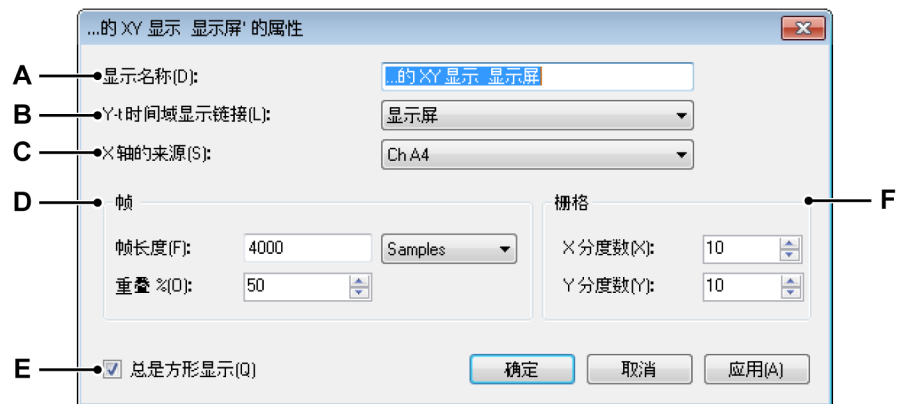 ...的 XY 显示 显示屏' 的属性
A 显示名称(D): ...的 XY 显示 显示屏
B Y-t 时间域显示链接(L): 显示屏
C X 轴的来源(S): Ch A4
D 帧 栅格 F
帧长度(F): 4000 Samples X 分度数(X): 10
重叠 %(O): 50 Y 分度数(Y): 10
E 总是方形显示(Q) 确定 取消 应用(A)